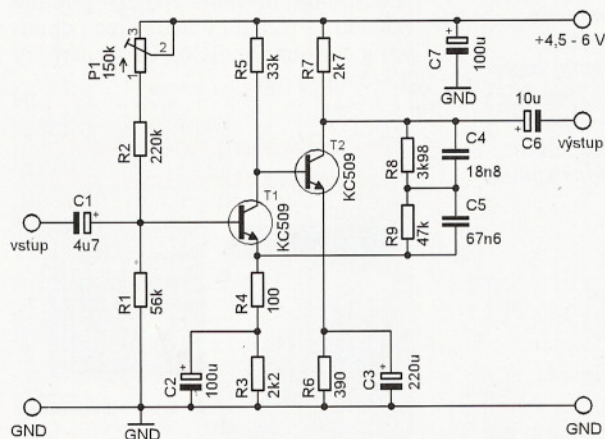 3
2
1
P1
150k
R5
33k
R7
2k7
C7
+
100u
GND
+4,5 - 6 V
10u
+
C6
výstup
R2
220k
T2
KC509
R8
3k98
C4
18n8
C1
+
4u7
vstup
T1
KC509
R9
47k
C5
67n6
R1
56k
R4
100
C2
+
100u
R3
2k2
R6
390
C3
+
220u
GND
GND
GND